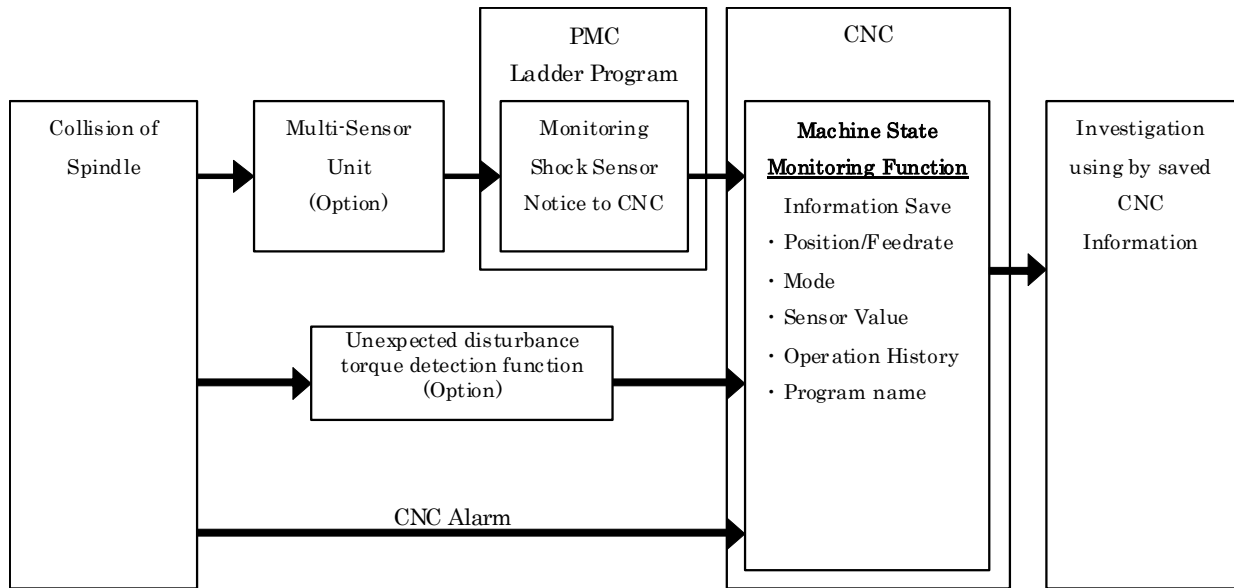 Collision of
Spindle
Multi-Sensor
Unit
(Option)
PMC
Ladder Program
Monitoring
Shock Sensor
Notice to CNC
CNC
Machine State
Monitoring Function
Information Save
・Position/Feedrate
・Mode
・Sensor Value
・Operation History
・Program name
Investigation
using by saved
CNC
Information
Unexpected disturbance
torque detection function
(Option)
CNC Alarm